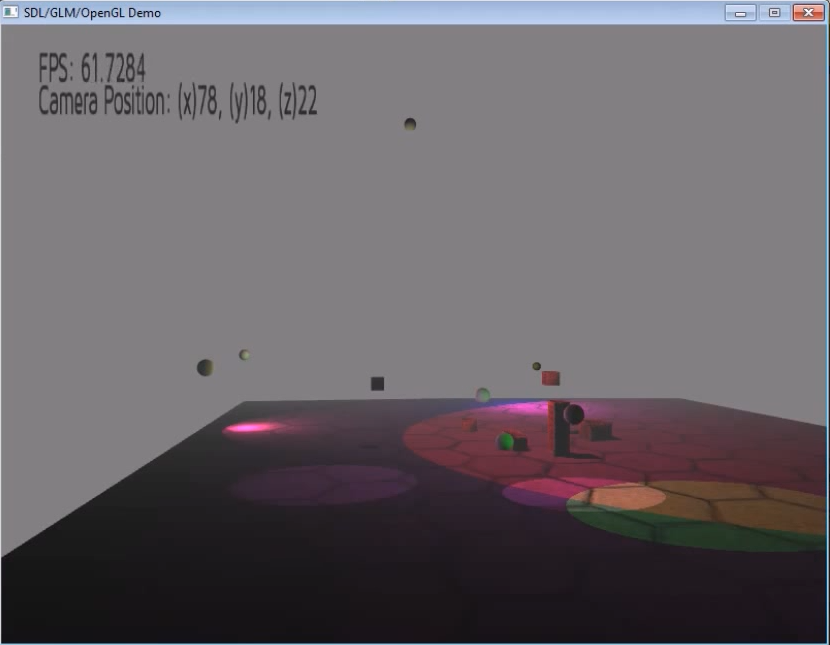 SDL/GLM/OpenGL Demo
FPS: 61.7284
Camera Position: (x)78, (y)18, (z)22